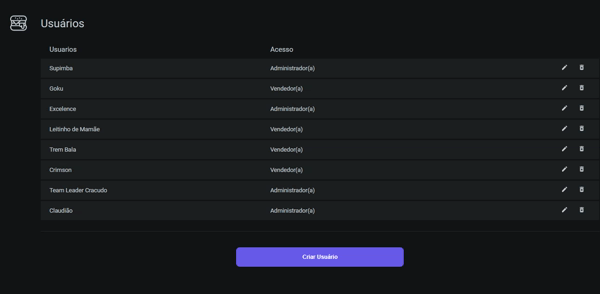 Usuários
Usuarios Acesso
Supimba Administrador(a)
Goku Vendedor(a)
Excelence Administrador(a)
Leitinho de Mamãe Vendedor(a)
Trem Bala Vendedor(a)
Crimson Vendedor(a)
Team Leader Cracudo Administrador(a)
Claudião Administrador(a)
Criar Usuário